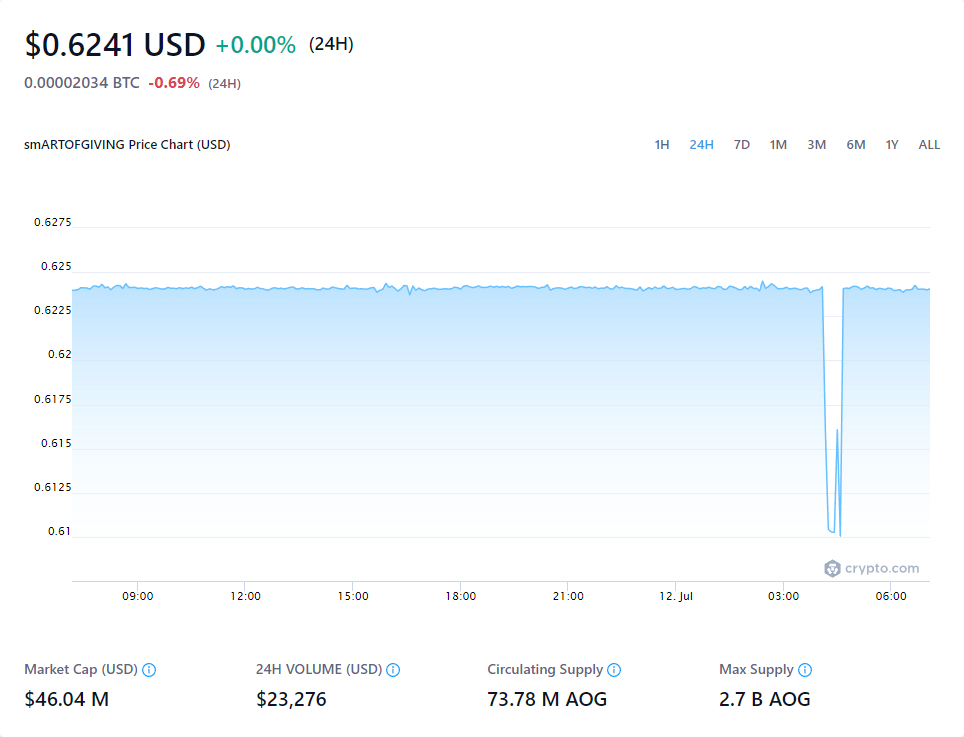 $0.6241 USD +0.00% (24H)
0.00002034 BTC -0.69% (24H)
smARTOFGIVING Price Chart (USD) 1H 24H 7D 1M 3M 6M 1Y ALL
0.6275
0.625
0.6225
0.62
0.6175
0.615
0.6125
0.61
crypto.com
09:00 12:00 15:00 18:00 21:00 12. Jul 03:00 06:00
Market Cap (USD) 24H VOLUME (USD) Circulating Supply Max Supply
$46.04 M $23,276 73.78 M AOG 2.7 B AOG